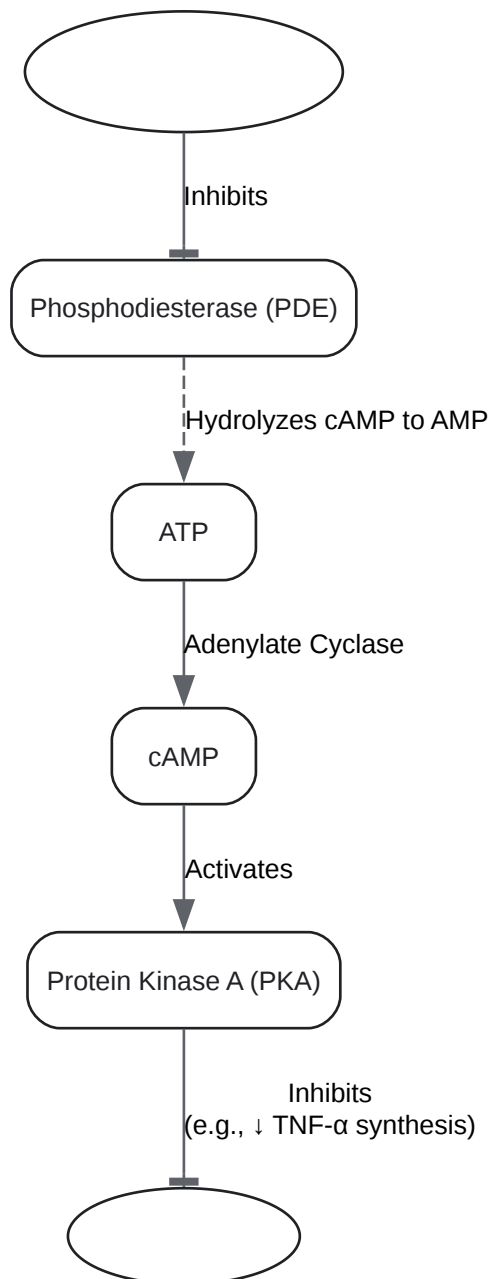 Inhibits
Phosphodiesterase (PDE)
Hydrolyzes cAMP to AMP
ATP
Adenylate Cyclase
cAMP
Activates
Protein Kinase A (PKA)
Inhibits
(e.g., ↓ TNF-α synthesis)